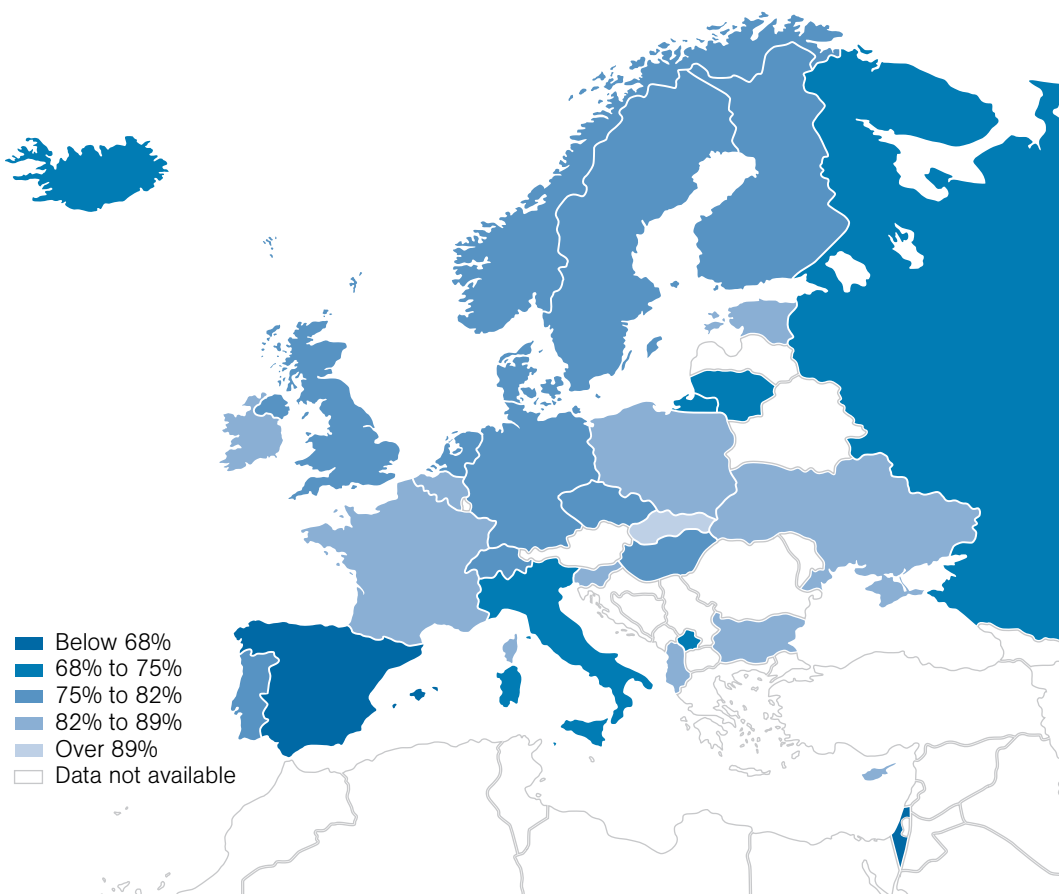 Below 68%
68% to 75%
75% to 82%
82% to 89%
Over 89%
Data not available